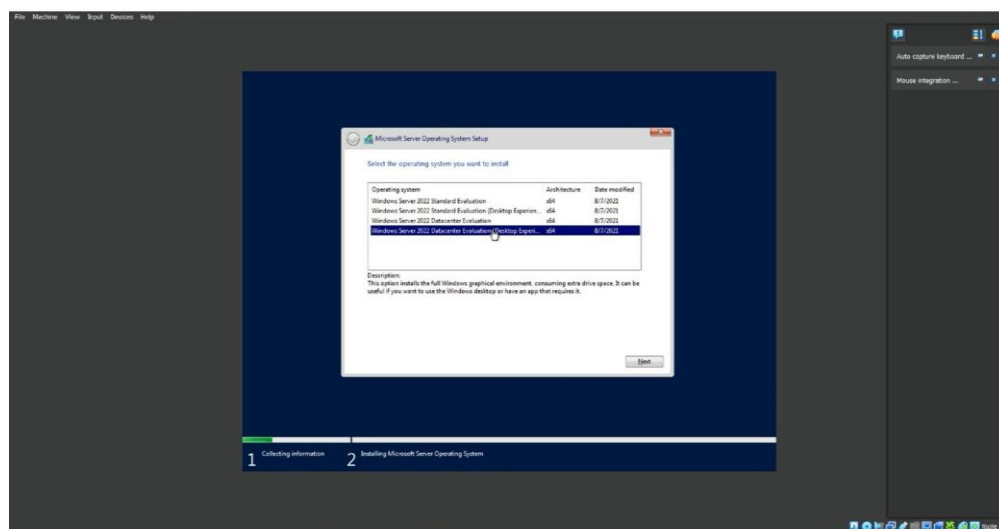 File Machine View Input Devices Help
Auto capture keyboard ...
Mouse integration ...
Microsoft Server Operating System Setup
Select the operating system you want to install
Operating system Architecture Date modified
Windows Server 2022 Standard Evaluation x64 8/7/2021
Windows Server 2022 Standard Evaluation (Desktop Experien... x64 8/7/2021
Windows Server 2022 Datacenter Evaluation x64 8/7/2021
Windows Server 2022 Datacenter Evaluation (Desktop Experi... x64 8/7/2021
Description:
This option installs the full Windows graphical environment, consuming extra drive space. It can be
useful if you want to use the Windows desktop or have an app that requires it.
Next
1 Collecting information 2 Installing Microsoft Server Operating System
Right